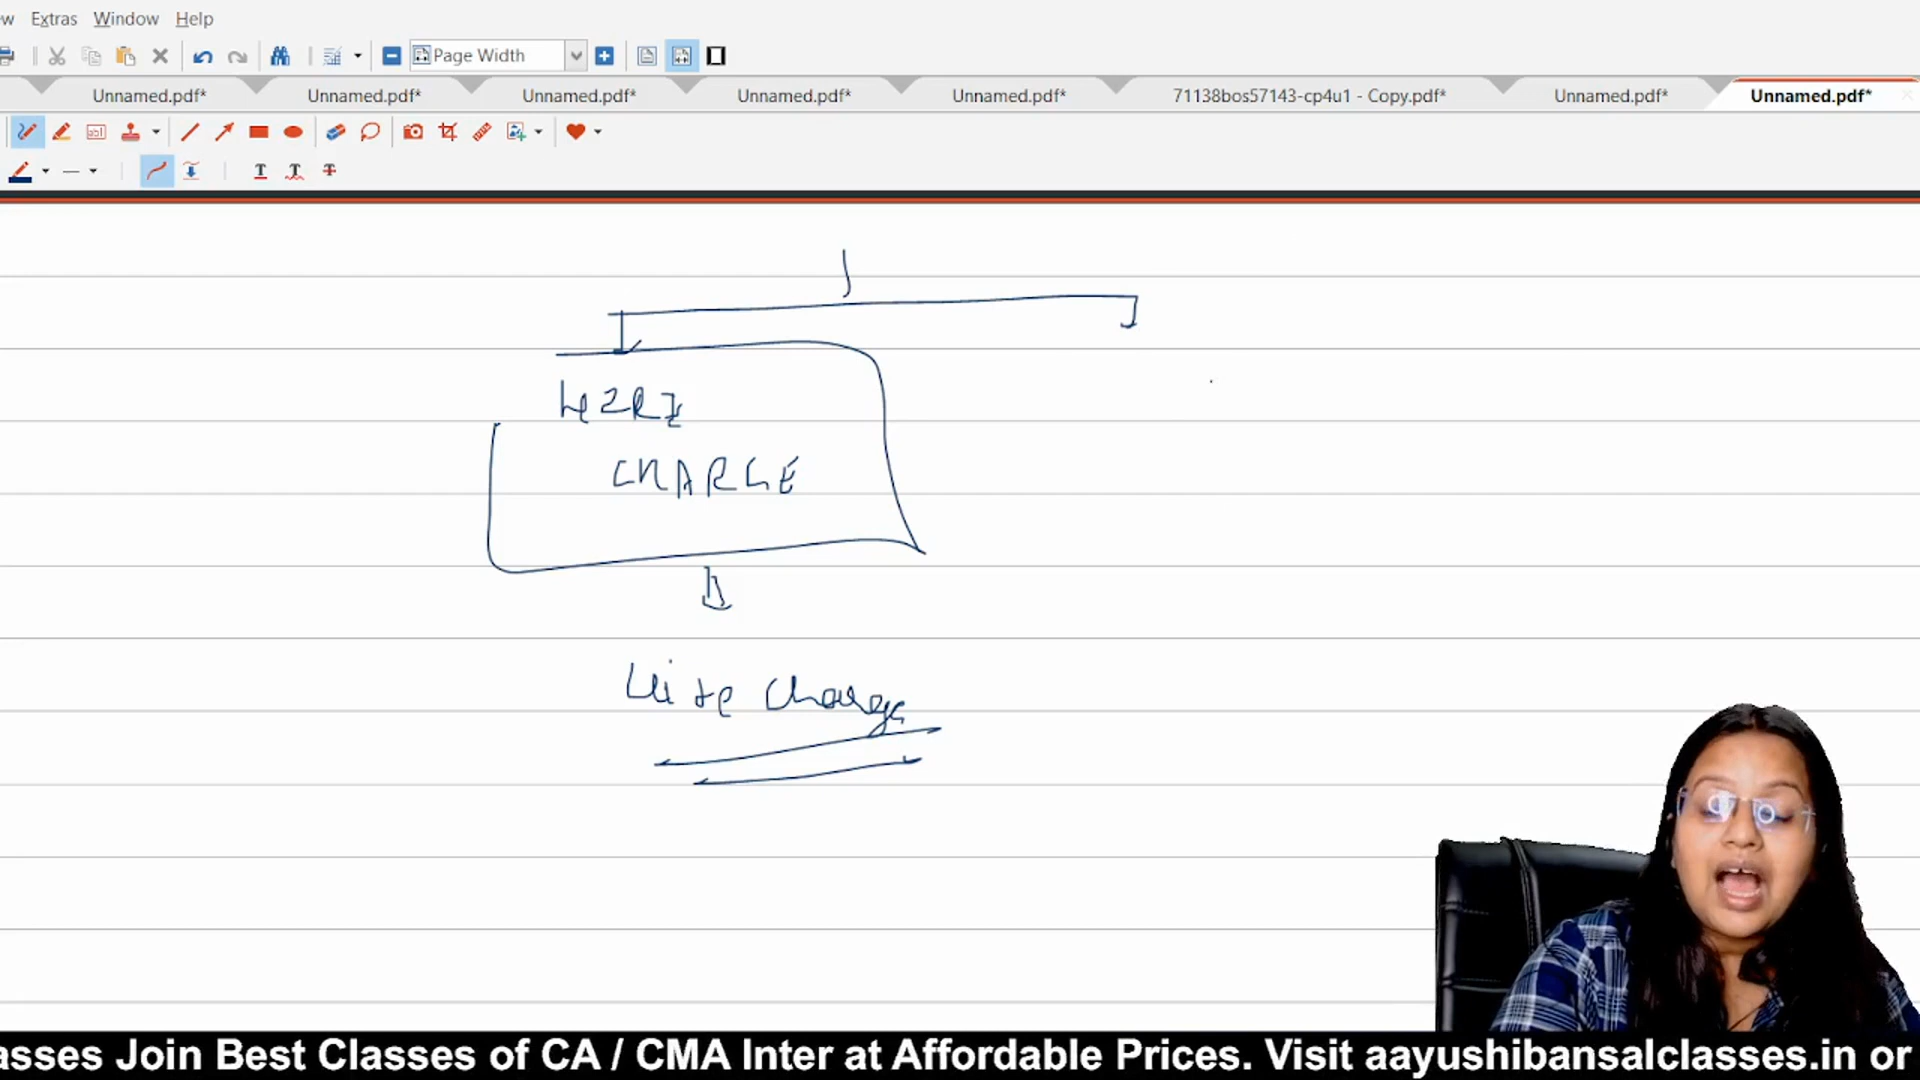 Extras Window Help
Page Width
Unnamed.pdf* Unnamed.pdf* Unnamed.pdf* Unnamed.pdf* Unnamed.pdf* 71138bos57143-cp4u1 - Copy.pdf* Unnamed.pdf* Unnamed.pdf*
CHARGE
charge
asses Join Best Classes of CA / CMA Inter at Affordable Prices. Visit aayushibansalclasses.in or